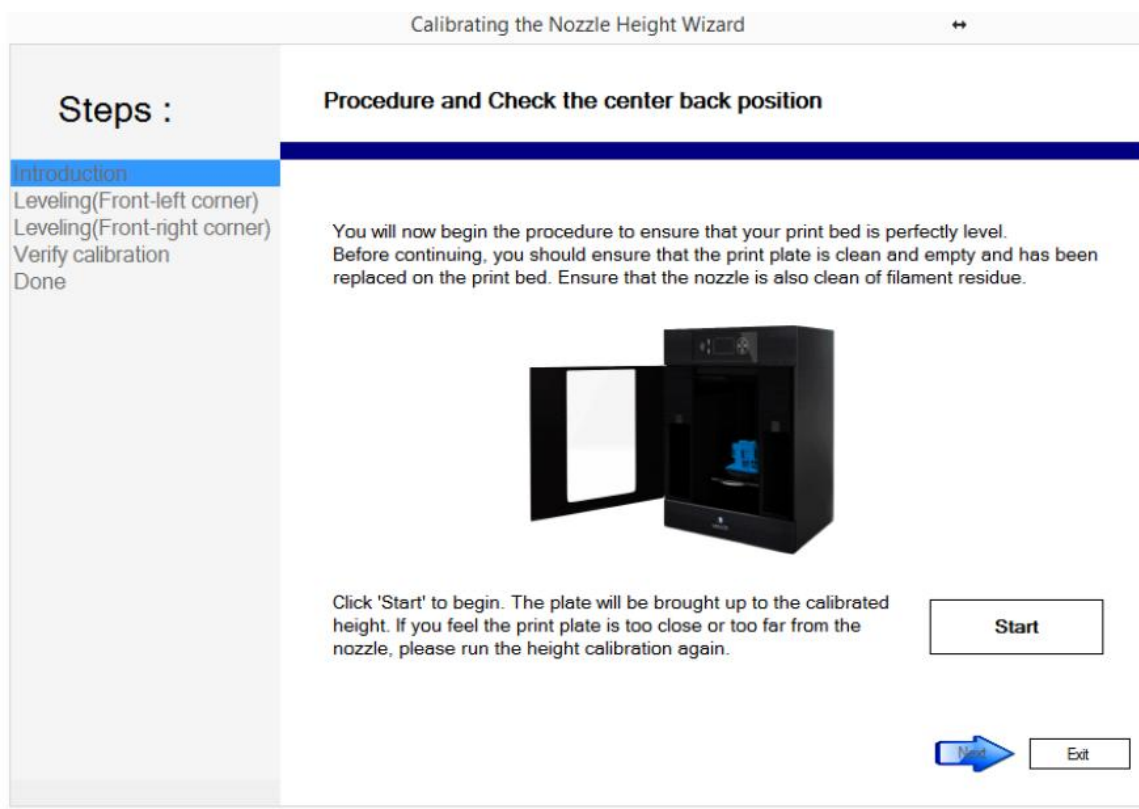 Calibrating the Nozzle Height Wizard
Steps :
Procedure and Check the center back position
Introduction
Leveling(Front-left corner)
Leveling(Front-right corner)
Verify calibration
Done
You will now begin the procedure to ensure that your print bed is perfectly level.
Before continuing, you should ensure that the print plate is clean and empty and has been
replaced on the print bed. Ensure that the nozzle is also clean of filament residue.
Click 'Start' to begin. The plate will be brought up to the calibrated
height. If you feel the print plate is too close or too far from the
nozzle, please run the height calibration again.
Start
Next
Exit